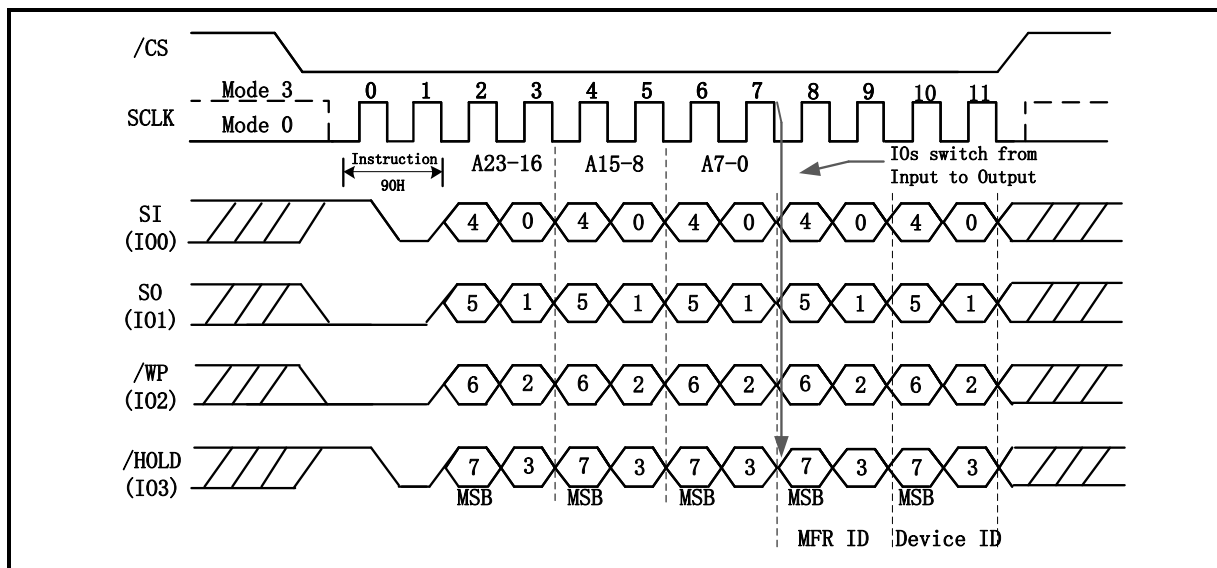 /CS
Mode 3
0 1 2 3 4 5 6 7 8 9 10 11
SCLK
Mode 0
Instruction
90H
A23-16 A15-8 A7-0
IOs switch from
Input to Output
SI
(IO0)
4 0 4 0 4 0 4 0 4 0
SO
(IO1)
5 1 5 1 5 1 5 1 5 1
/WP
(IO2)
6 2 6 2 6 2 6 2 6 2
/HOLD
(IO3)
7 3 7 3 7 3 7 3 7 3
MSB MSB MSB MSB MSB
MFR ID Device ID